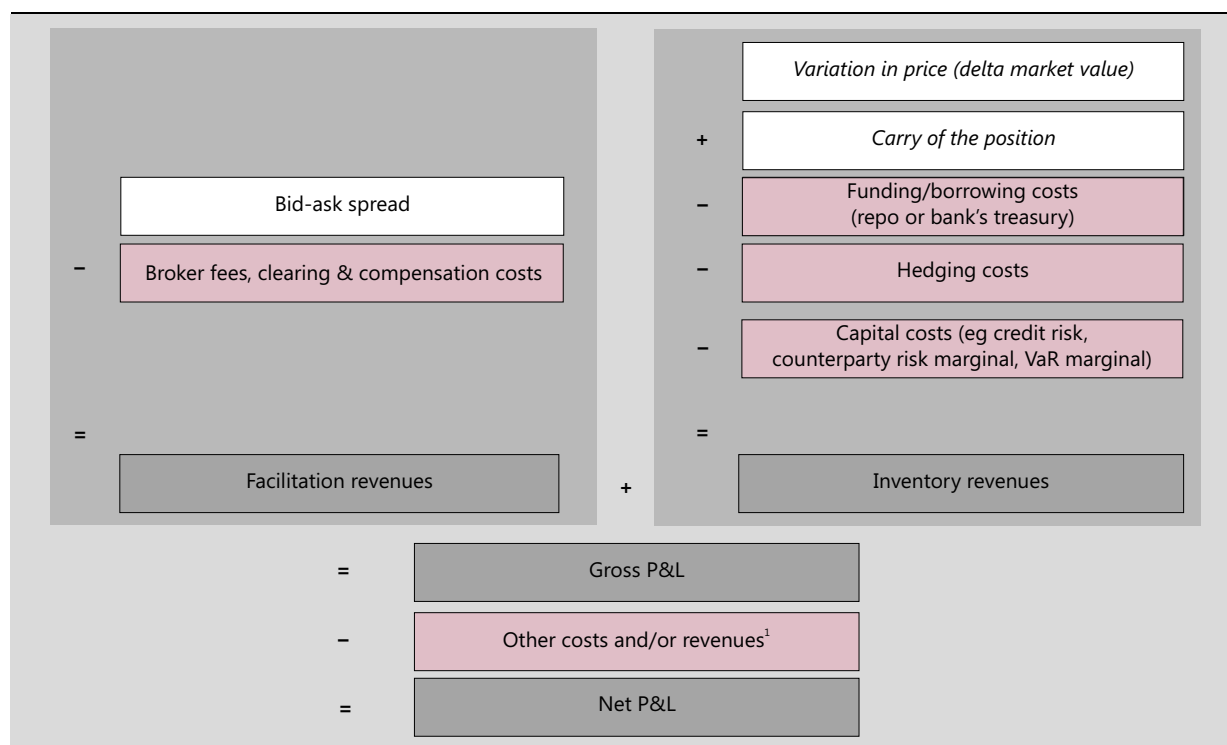 Bid-ask spread
–
Broker fees, clearing & compensation costs
=
Facilitation revenues
+
Variation in price (delta market value)
+
Carry of the position
–
Funding/borrowing costs
(repo or bank's treasury)
–
Hedging costs
–
Capital costs (eg credit risk,
counterparty risk marginal, VaR marginal)
=
Inventory revenues
=
Gross P&L
–
Other costs and/or revenues¹
=
Net P&L